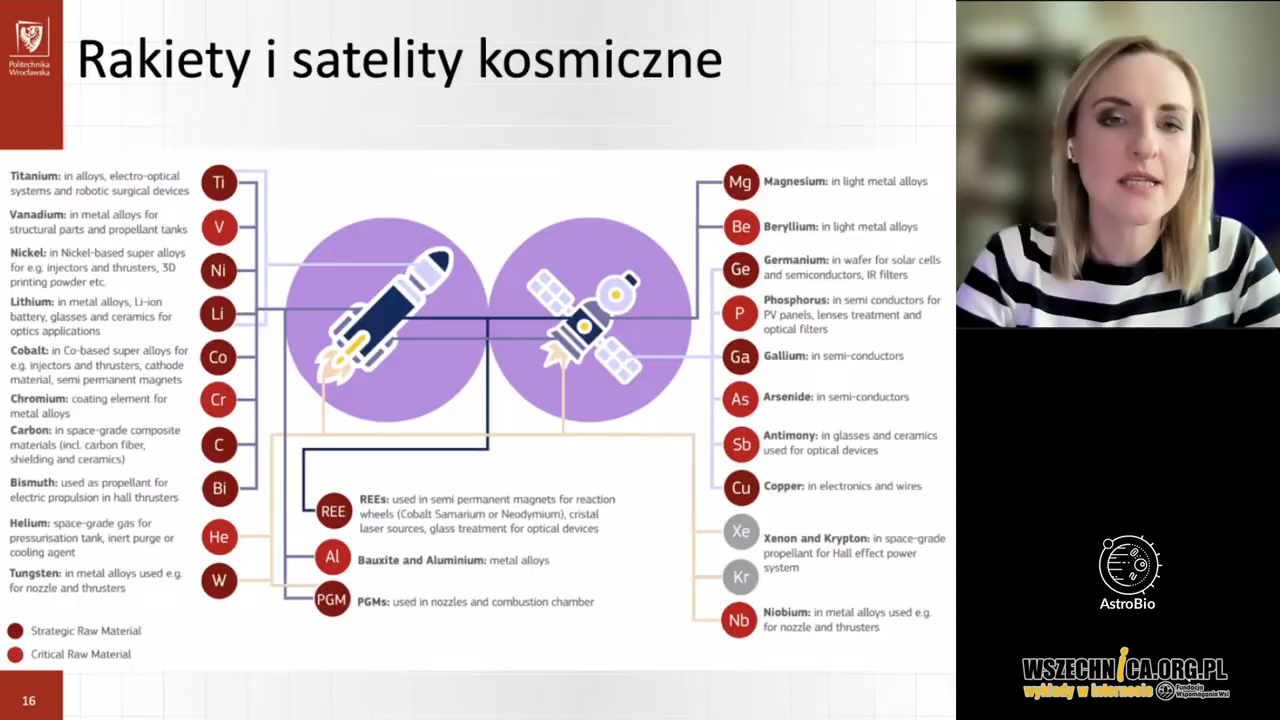 Politechnika
Wrocławska
Rakiety i satelity kosmiczne
Titanium: in alloys, electro-optical
systems and robotic surgical devices
Ti
Vanadium: in metal alloys for
structural parts and propellant tanks
V
Nickel: in Nickel-based super alloys
for e.g. injectors and thrusters, 3D
printing powder etc.
Ni
Lithium: in metal alloys, Li-ion
battery, glasses and ceramics for
optics applications
Li
Cobalt: in Co-based super alloys for
e.g. injectors and thrusters, cathode
material, semi permanent magnets
Co
Chromium: coating element for
metal alloys
Cr
Carbon: in space-grade composite
materials (incl. carbon fiber,
shielding and ceramics)
C
Bismuth: used as propellant for
electric propulsion in hall thrusters
Bi
Helium: space-grade gas for
pressurisation tank, inert purge or
cooling agent
He
Tungsten: in metal alloys used e.g.
for nozzle and thrusters
W
REE
REEs: used in semi permanent magnets for reaction
wheels (Cobalt Samarium or Neodymium), cristal
laser sources, glass treatment for optical devices
Al
Bauxite and Aluminium: metal alloys
PGM
PGMs: used in nozzles and combustion chamber
Mg
Magnesium: in light metal alloys
Be
Beryllium: in light metal alloys
Ge
Germanium: in wafer for solar cells
and semiconductors, IR filters
P
Phosphorus: in semi conductors for
PV panels, lenses treatment and
optical filters
Ga
Gallium: in semi-conductors
As
Arsenide: in semi-conductors
Sb
Antimony: in glasses and ceramics
used for optical devices
Cu
Copper: in electronics and wires
Xe
Kr
Xenon and Krypton: in space-grade
propellant for Hall effect power
system
Nb
Niobium: in metal alloys used e.g.
for nozzle and thrusters
Strategic Raw Material
Critical Raw Material
16
AstroBio
WSZECHNICA.ORG.PL
wykłady w internecie
Fundacja
Wspomagania Wsi